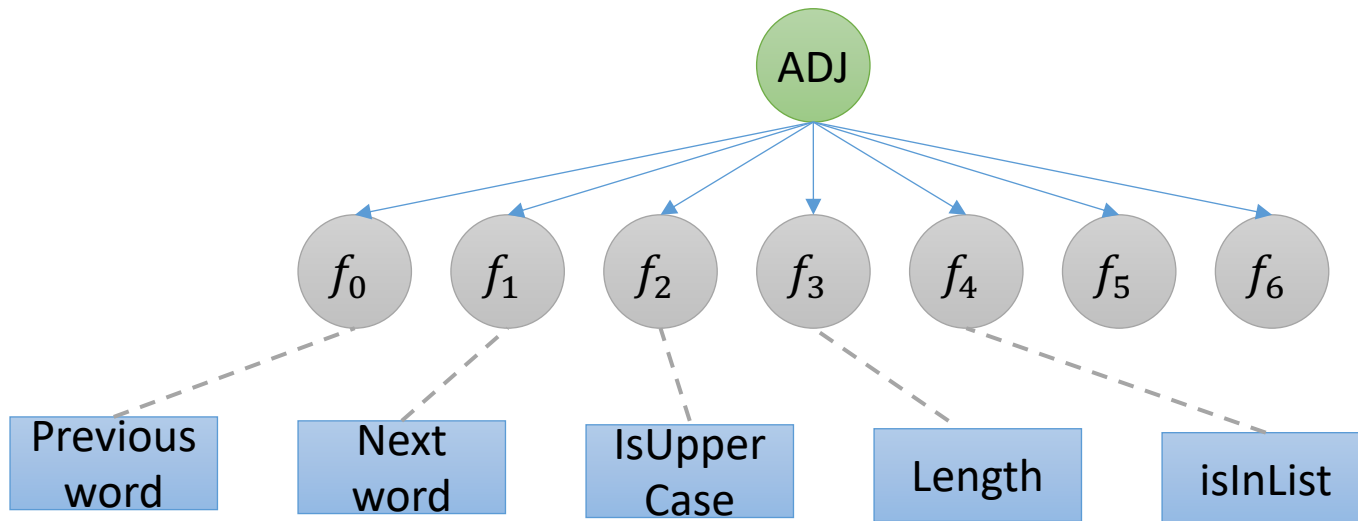 ADJ
f₀ f₁ f₂ f₃ f₄ f₅ f₆
Previous
word
Next
word
IsUpper
Case
Length
isInList